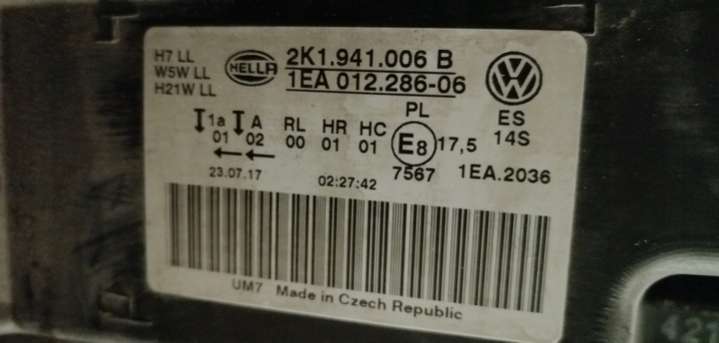 H7 LL
W5W LL
H21W LL
HELLA
2K1.941.006 B
1EA 012.286-06
VW
1a A RL HR HC PL ES
01 02 00 01 01 E8 17,5 14S
← ← 7567 1EA.2036
23.07.17 02:27:42
UM7 Made in Czech Republic
427